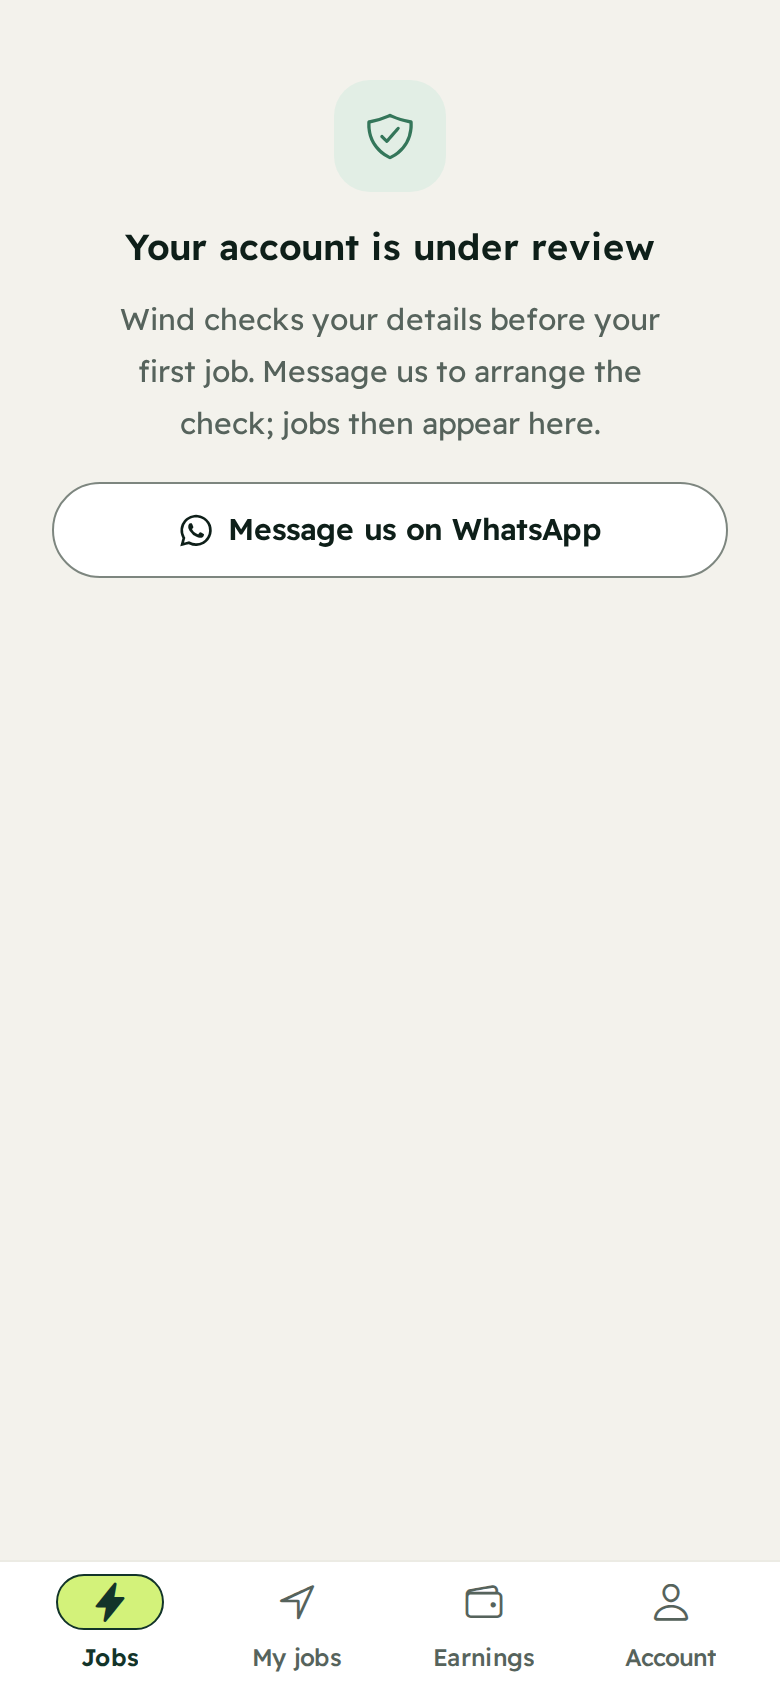 Your account is under review
Wind checks your details before your
first job. Message us to arrange the
check; jobs then appear here.
Message us on WhatsApp
Jobs
My jobs
Earnings
Account